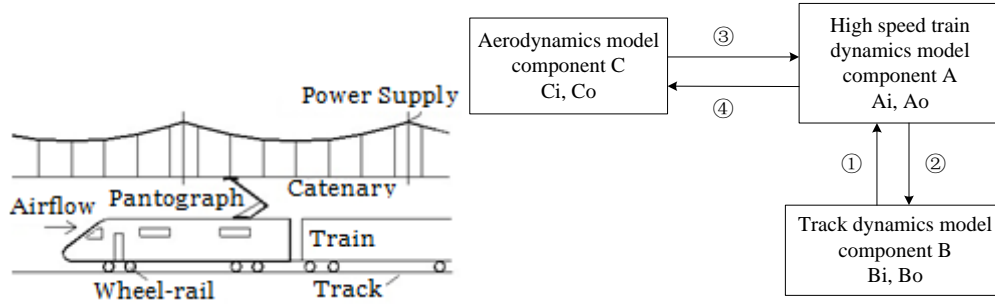 Power Supply
Catenary
Pantograph
Airflow
Train
Wheel-rail
Track
Aerodynamics model
component C
Ci, Co
③
④
High speed train
dynamics model
component A
Ai, Ao
①
②
Track dynamics model
component B
Bi, Bo